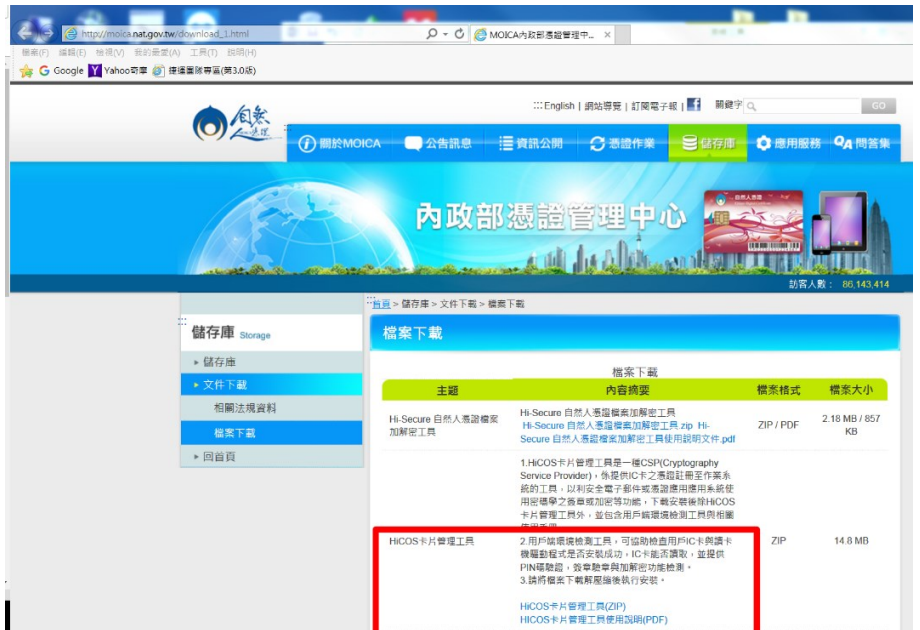 http://moica.nat.gov.tw/download_1.html
MOICA內政部憑證管理中...
檔案(F) 編輯(E) 檢視(V) 我的最愛(A) 工具(T) 說明(H)
Google Yahoo奇摩 捷運團隊專區(第3.0版)
:::English | 網站導覽 | 訂閱電子報 | 關鍵字 GO
自然人憑證
關於MOICA 公告訊息 資訊公開 憑證作業 儲存庫 應用服務 QA 問答集
內政部憑證管理中心
自然人憑證
訪客人數： 86,143,414
:::首頁 > 儲存庫 > 文件下載 > 檔案下載
:::
儲存庫 Storage
儲存庫
文件下載
相關法規資料
檔案下載
回首頁
檔案下載
檔案下載
主題 內容摘要 檔案格式 檔案大小
Hi-Secure 自然人憑證檔案
加解密工具
Hi-Secure 自然人憑證檔案加解密工具
Hi-Secure 自然人憑證檔案加解密工具.zip Hi-
Secure 自然人憑證檔案加解密工具使用說明文件.pdf
ZIP / PDF
2.18 MB / 857
KB
1.HiCOS卡片管理工具是一種CSP(Cryptography
Service Provider)，係提供IC卡之憑證註冊至作業系
統的工具，以利安全電子郵件或憑證應用應用系統使
用密碼學之簽章或加密等功能，下載安裝後除HiCOS
卡片管理工具外，並包含用戶端環境檢測工具與相關
使用手冊
HiCOS卡片管理工具
2.用戶端環境檢測工具，可協助檢查用戶IC卡與讀卡
機驅動程式是否安裝成功，IC卡能否讀取，並提供
PIN碼驗證，簽章驗章與加解密功能檢測。
3.請將檔案下載解壓縮後執行安裝。
HiCOS卡片管理工具(ZIP)
HiCOS卡片管理工具使用說明(PDF)
ZIP
14.8 MB